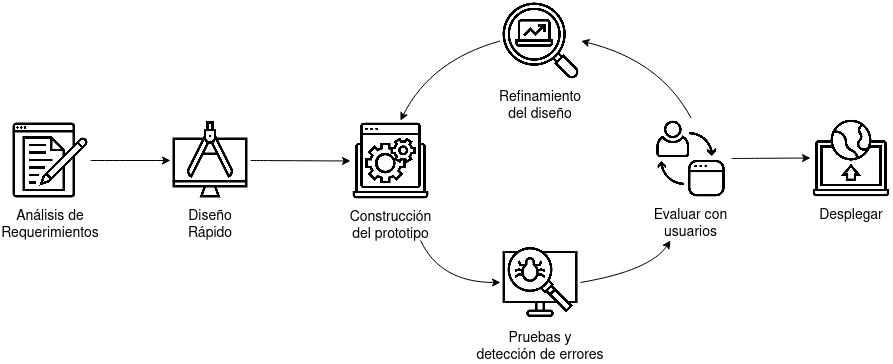 Análisis de
Requerimientos
Diseño
Rápido
Construcción
del prototipo
Refinamiento
del diseño
Pruebas y
detección de errores
Evaluar con
usuarios
Desplegar